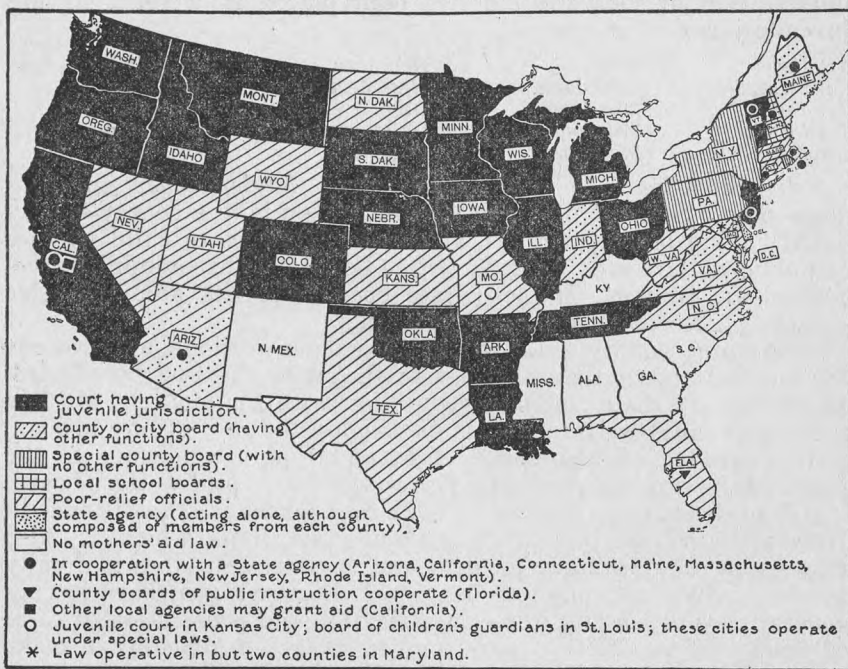 WASH
OREG.
CAL.
IDAHO
NEV.
MONT.
WYO
UTAH
ARIZ.
COLO
N. MEX.
N. DAK.
S. DAK.
NEBR.
KANS.
OKLA.
TEX.
MINN.
IOWA
MO.
ARK.
LA.
WIS.
ILL.
MICH.
IND.
OHIO
KY
TENN.
MISS.
ALA.
GA.
FLA.
S. C.
N. C.
VA.
W. VA
PA.
N. Y.
MAINE
VT
R. I.
N. J.
DEL.
D.C.
Court having
juvenile jurisdiction.
County or city board (having
other functions).
Special county board (with
no other functions).
Local school boards.
Poor-relief officials.
State agency (acting alone, although
composed of members from each county)
No mothers' aid law.
In cooperation with a State agency (Arizona, California, Connecticut, Maine, Massachusetts,
New Hampshire, New Jersey, Rhode Island, Vermont).
County boards of public instruction cooperate (Florida).
Other local agencies may grant aid (California).
Juvenile court in Kansas City; board of children's guardians in St. Louis; these cities operate
under special laws.
* Law operative in but two counties in Maryland.